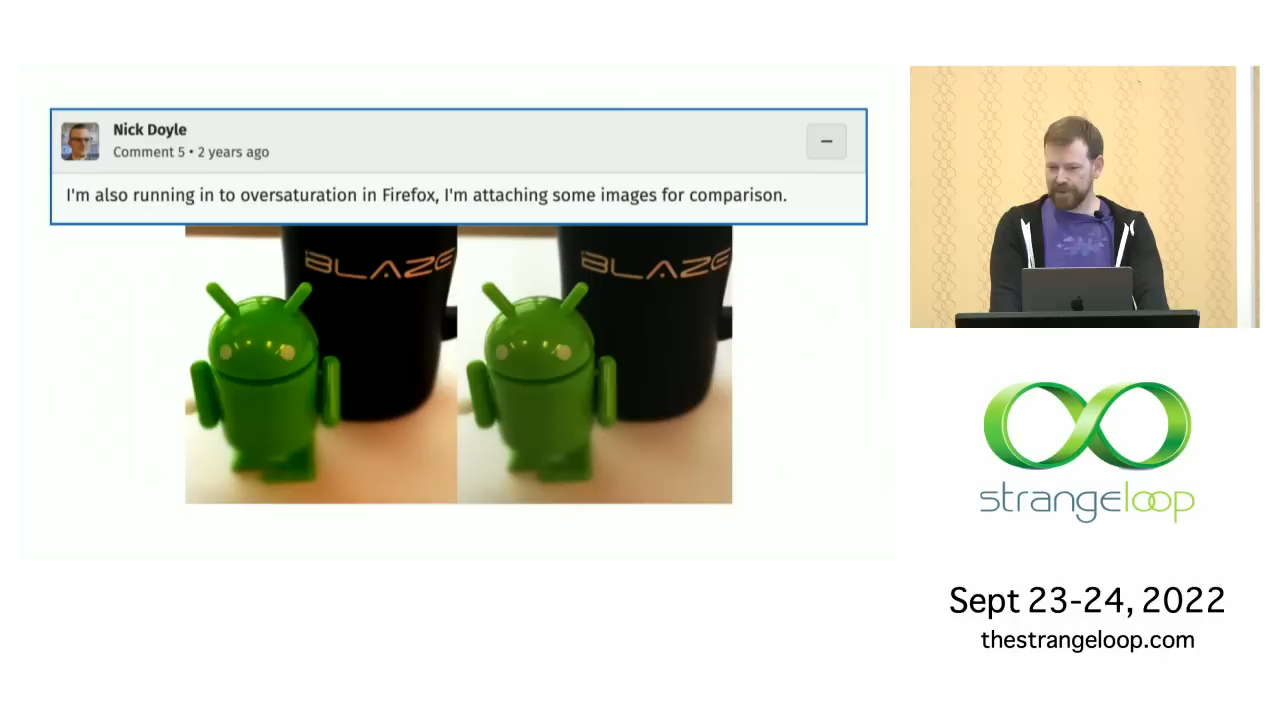 Nick Doyle
Comment 5 • 2 years ago
I'm also running in to oversaturation in Firefox, I'm attaching some images for comparison.
BLAZE BLAZE
strangeloop
Sept 23-24, 2022
thestrangeloop.com